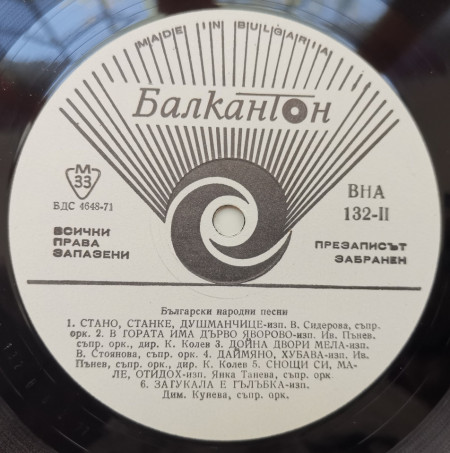 MADE IN BULGARIA
Балкантон
М
33
БДС 4648-71
ВНА
132-II
ВСИЧКИ
ПРАВА
ЗАПАЗЕНИ
ПРЕЗАПИСЪТ
ЗАБРАНЕН
Български народни песни
1. СТАНО, СТАНКЕ, ДУШМАНЧИЦЕ-изп. В. Сидерова, съпр.
орк. 2. В ГОРАТА ИМА ДЪРВО ЯВОРОВО-изп. Ив. Пънев.
съпр. орк., дир. К. Колев 3. ДОЙНА ДВОРИ МЕЛА-изп.
В. Стоянова, съпр. орк. 4. ДАЙМЯНО, ХУБАВА-изп. Ив.
Пънев, съпр. орк., дир. К. Колев 5. СНОЩИ СИ, МА-
ЛЕ, ОТИДОХ-изп. Янка Танева, съпр. орк.
6. ЗАГУКАЛА Е ГЪЛЪБКА-изп.
Дим. Кунева, съпр. орк.